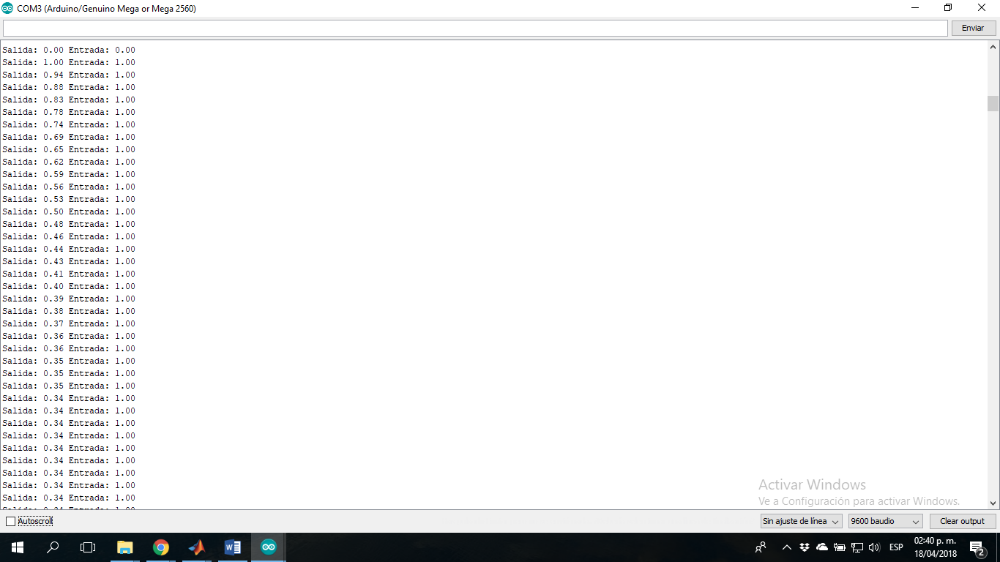 COM3 (Arduino/Genuino Mega or Mega 2560)
Enviar
Salida: 0.00 Entrada: 0.00
Salida: 1.00 Entrada: 1.00
Salida: 0.94 Entrada: 1.00
Salida: 0.88 Entrada: 1.00
Salida: 0.83 Entrada: 1.00
Salida: 0.78 Entrada: 1.00
Salida: 0.74 Entrada: 1.00
Salida: 0.69 Entrada: 1.00
Salida: 0.65 Entrada: 1.00
Salida: 0.62 Entrada: 1.00
Salida: 0.59 Entrada: 1.00
Salida: 0.56 Entrada: 1.00
Salida: 0.53 Entrada: 1.00
Salida: 0.50 Entrada: 1.00
Salida: 0.48 Entrada: 1.00
Salida: 0.46 Entrada: 1.00
Salida: 0.44 Entrada: 1.00
Salida: 0.43 Entrada: 1.00
Salida: 0.41 Entrada: 1.00
Salida: 0.40 Entrada: 1.00
Salida: 0.39 Entrada: 1.00
Salida: 0.38 Entrada: 1.00
Salida: 0.37 Entrada: 1.00
Salida: 0.36 Entrada: 1.00
Salida: 0.36 Entrada: 1.00
Salida: 0.35 Entrada: 1.00
Salida: 0.35 Entrada: 1.00
Salida: 0.35 Entrada: 1.00
Salida: 0.34 Entrada: 1.00
Salida: 0.34 Entrada: 1.00
Salida: 0.34 Entrada: 1.00
Salida: 0.34 Entrada: 1.00
Salida: 0.34 Entrada: 1.00
Salida: 0.34 Entrada: 1.00
Salida: 0.34 Entrada: 1.00
Salida: 0.34 Entrada: 1.00
Salida: 0.34 Entrada: 1.00
Salida: 0.34 Entrada: 1.00
Activar Windows
Ve a Configuración para activar Windows.
Autoscroll
Sin ajuste de línea
9600 baudio
Clear output
ESP
02:40 p. m.
18/04/2018
2